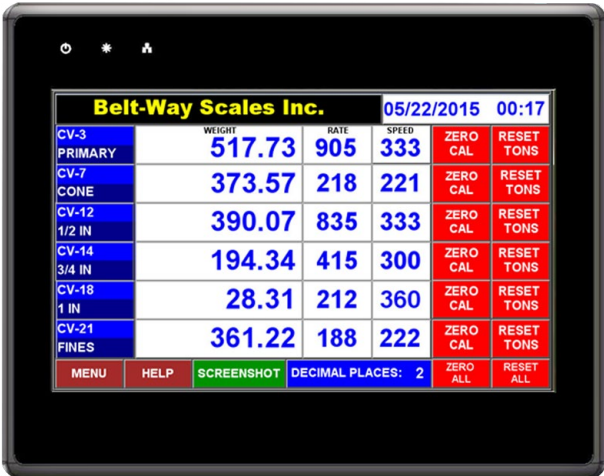 Belt-Way Scales Inc. 05/22/2015 00:17
CV-3 PRIMARY WEIGHT 517.73 RATE 905 SPEED 333 ZERO CAL RESET TONS
CV-7 CONE 373.57 218 221 ZERO CAL RESET TONS
CV-12 1/2 IN 390.07 835 333 ZERO CAL RESET TONS
CV-14 3/4 IN 194.34 415 300 ZERO CAL RESET TONS
CV-18 1 IN 28.31 212 360 ZERO CAL RESET TONS
CV-21 FINES 361.22 188 222 ZERO CAL RESET TONS
MENU HELP SCREENSHOT DECIMAL PLACES: 2 ZERO ALL RESET ALL